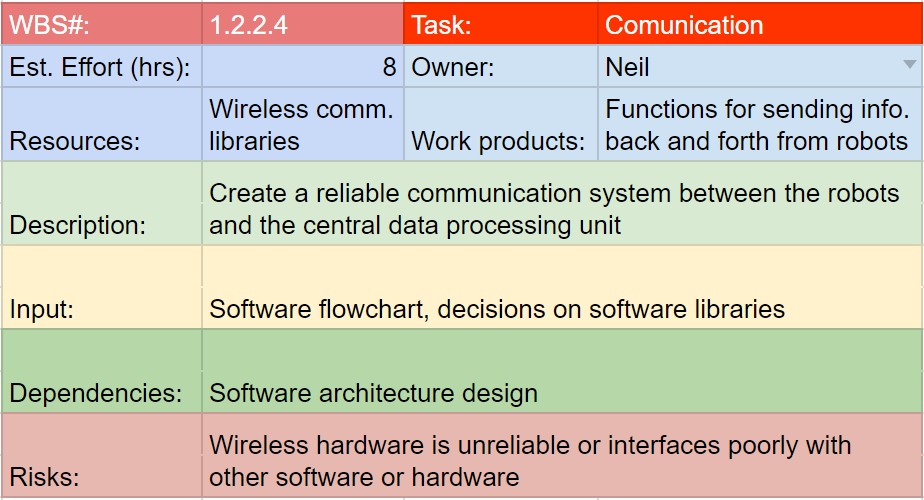 WBS#: 1.2.2.4 Task: Comunication
Est. Effort (hrs): 8 Owner: Neil
Resources: Wireless comm. libraries Work products: Functions for sending info. back and forth from robots
Description: Create a reliable communication system between the robots
and the central data processing unit
Input: Software flowchart, decisions on software libraries
Dependencies: Software architecture design
Risks: Wireless hardware is unreliable or interfaces poorly with
other software or hardware